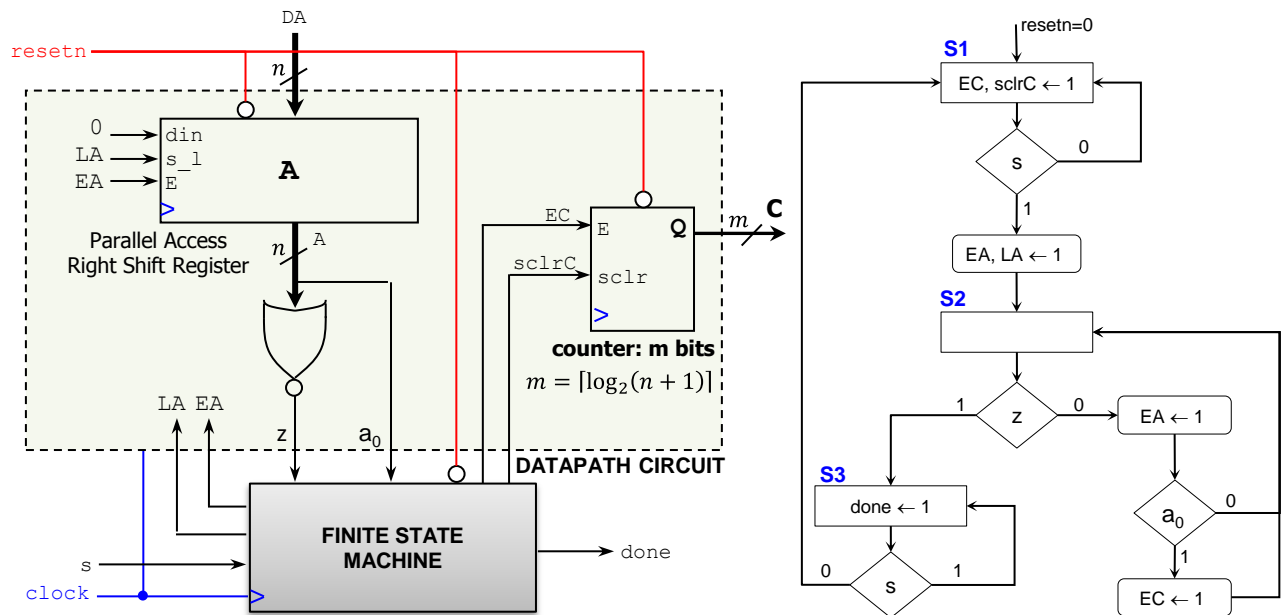 DA
resetn
n
0
din
LA
s_l
EA
E
A
A
n
Parallel Access
Right Shift Register
EC
E
Q
m
C
sclrC
sclr
counter: m bits
m = ⌈log₂(n + 1)⌉
LA EA
z
a₀
DATAPATH CIRCUIT
FINITE STATE
MACHINE
s
clock
done
resetn=0
S1
EC, sclrC ← 1
s
0
1
EA, LA ← 1
S2
z
1
0
EA ← 1
S3
done ← 1
a₀
0
1
s
0
1
EC ← 1